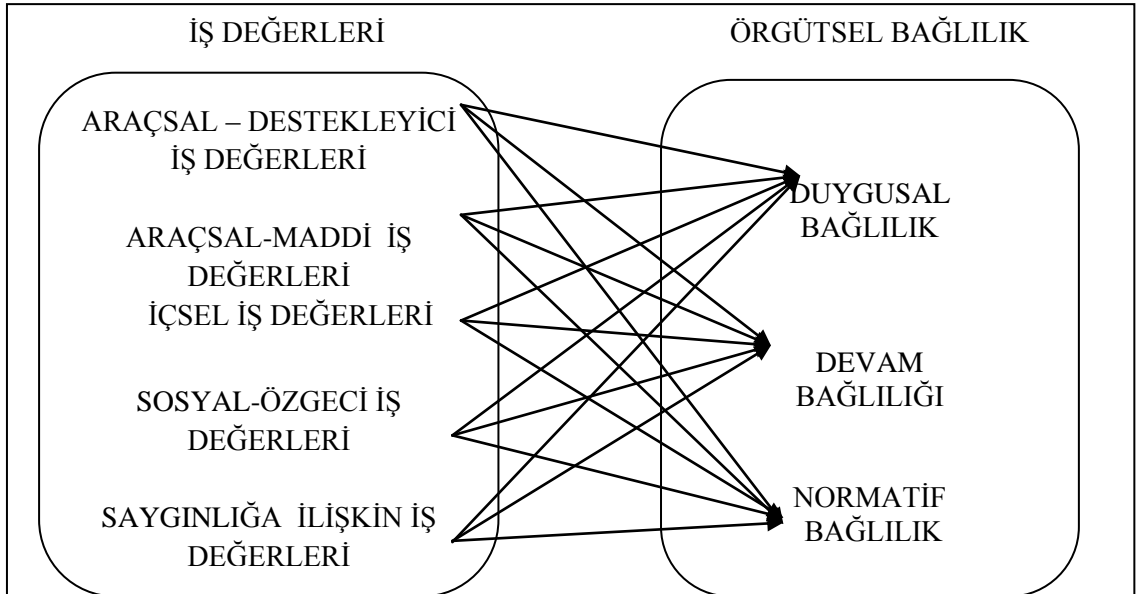 İŞ DEĞERLERİ
ÖRGÜTSEL BAĞLILIK
ARAÇSAL – DESTEKLEYİCİ
İŞ DEĞERLERİ
ARAÇSAL-MADDİ İŞ
DEĞERLERİ
İÇSEL İŞ DEĞERLERİ
SOSYAL-ÖZGECİ İŞ
DEĞERLERİ
SAYGINLIĞA İLİŞKİN İŞ
DEĞERLERİ
DUYGUSAL
BAĞLILIK
DEVAM
BAĞLILIĞI
NORMATİF
BAĞLILIK